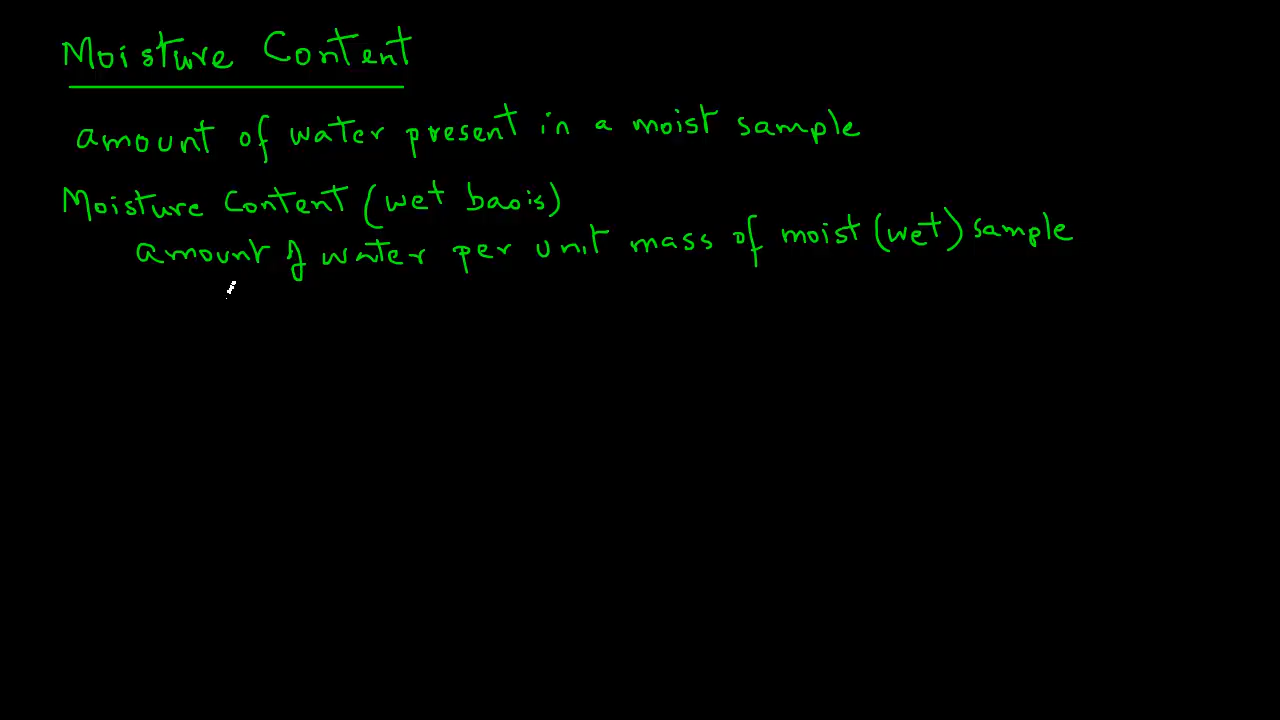 Moisture Content
amount of water present in a moist sample
Moisture Content (wet basis)
amount of water per unit mass of moist (wet) sample